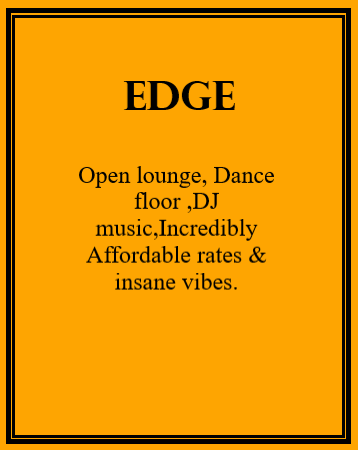 EDGE
Open lounge, Dance
floor ,DJ
music,Incredibly
Affordable rates &
insane vibes.